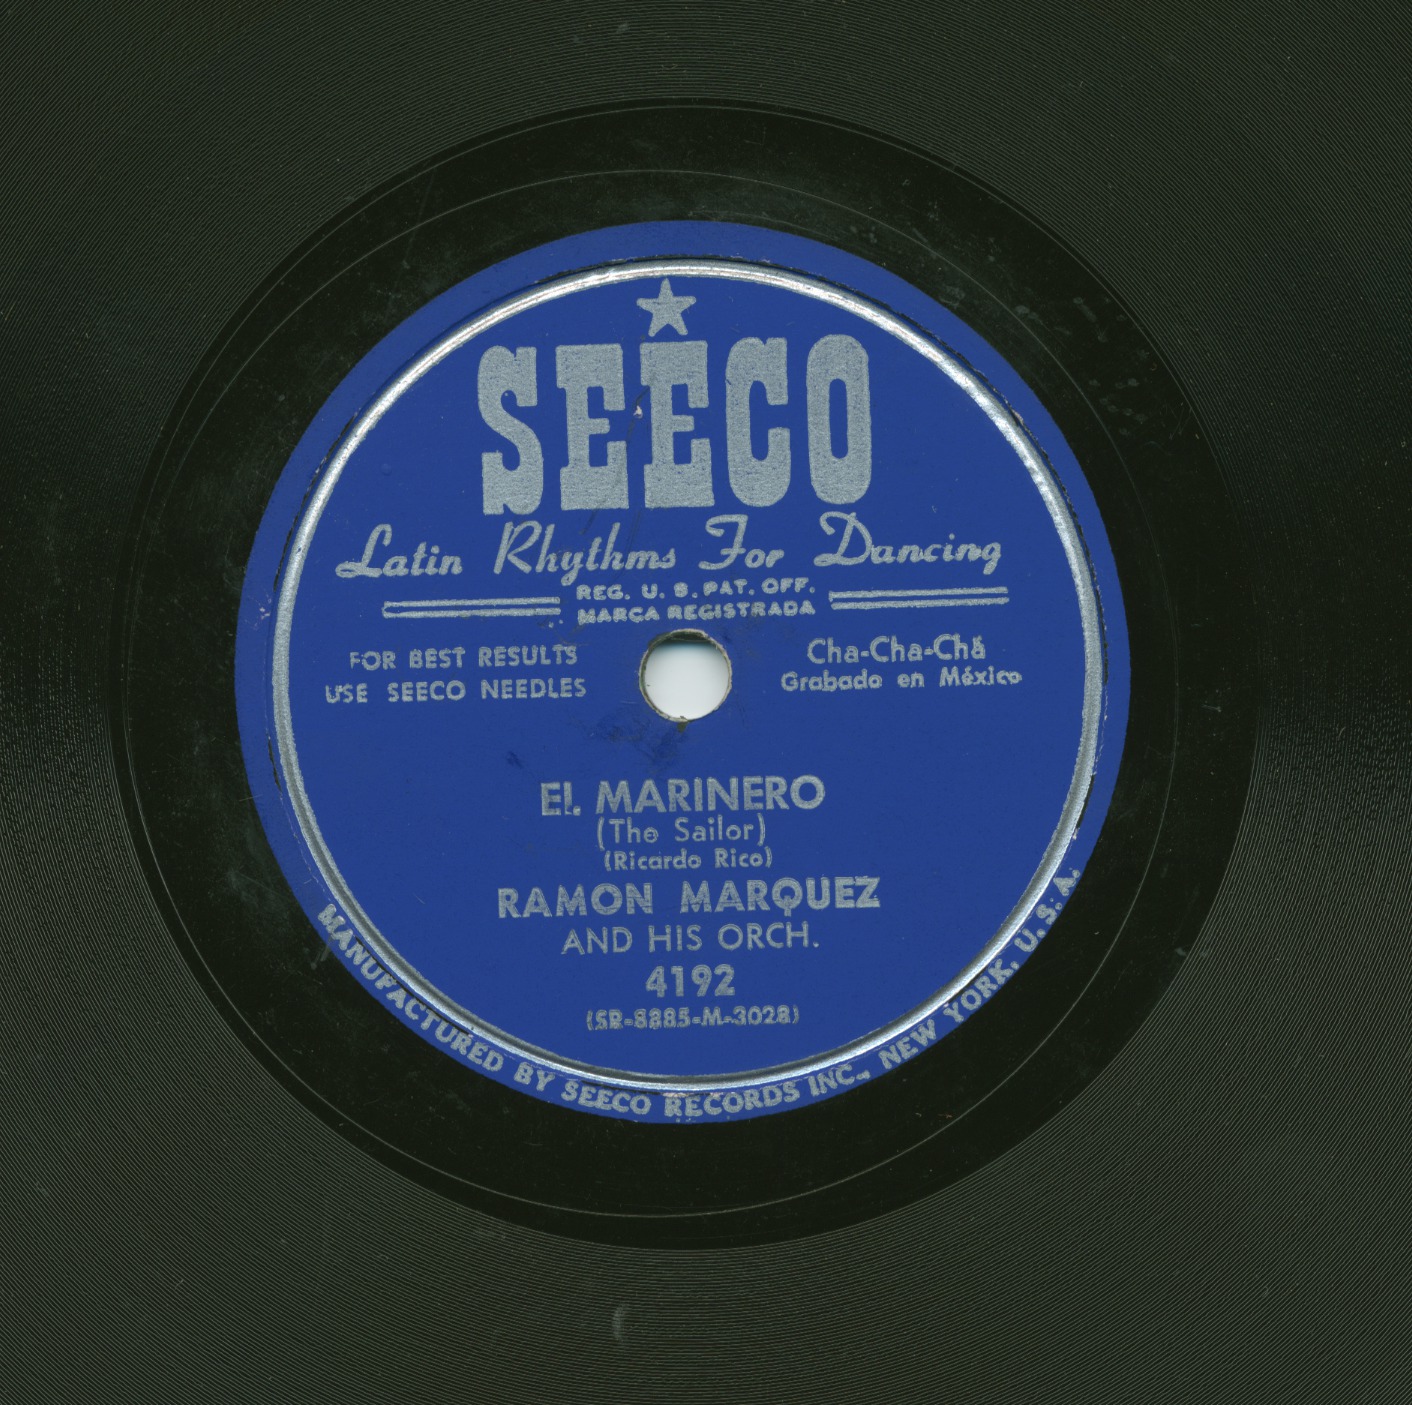 SEECO
Latin Rhythms For Dancing
REG. U. S. PAT. OFF.
MARCA REGISTRADA
FOR BEST RESULTS
USE SEECO NEEDLES
Cha-Cha-Chá
Grabado en México
EL MARINERO
(The Sailor)
(Ricardo Rico)
RAMON MARQUEZ
AND HIS ORCH.
4192
(SR-8885-M-3028)
MANUFACTURED BY SEECO RECORDS INC., NEW YORK, U.S.A.